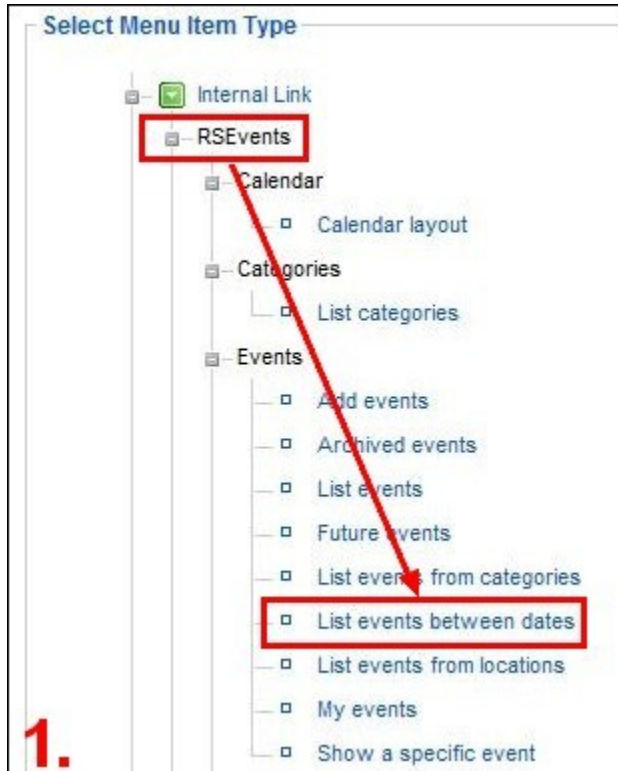 Select Menu Item Type
Internal Link
RSEvents
Calendar
Calendar layout
Categories
List categories
Events
Add events
Archived events
List events
Future events
List events from categories
List events between dates
List events from locations
My events
Show a specific event
1.